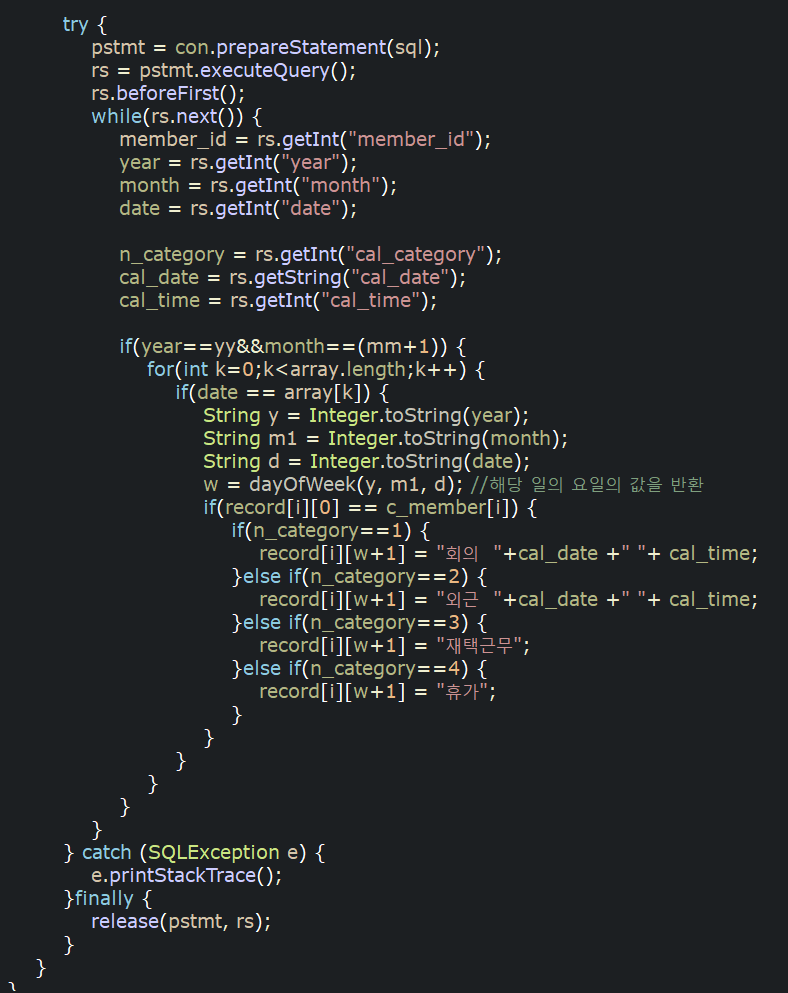 try {
pstmt = con.prepareStatement(sql);
rs = pstmt.executeQuery();
rs.beforeFirst();
while(rs.next()) {
member_id = rs.getInt("member_id");
year = rs.getInt("year");
month = rs.getInt("month");
date = rs.getInt("date");
n_category = rs.getInt("cal_category");
cal_date = rs.getString("cal_date");
cal_time = rs.getInt("cal_time");
if(year==yy&&month==(mm+1)) {
for(int k=0;k<array.length;k++) {
if(date == array[k]) {
String y = Integer.toString(year);
String m1 = Integer.toString(month);
String d = Integer.toString(date);
w = dayOfWeek(y, m1, d); //해당 일의 요일의 값을 반환
if(record[i][0] == c_member[i]) {
if(n_category==1) {
record[i][w+1] = "회의  "+cal_date +" "+ cal_time;
}else if(n_category==2) {
record[i][w+1] = "외근  "+cal_date +" "+ cal_time;
}else if(n_category==3) {
record[i][w+1] = "재택근무";
}else if(n_category==4) {
record[i][w+1] = "휴가";
}
}
}
}
}
}
} catch (SQLException e) {
e.printStackTrace();
}finally {
release(pstmt, rs);
}
}
}